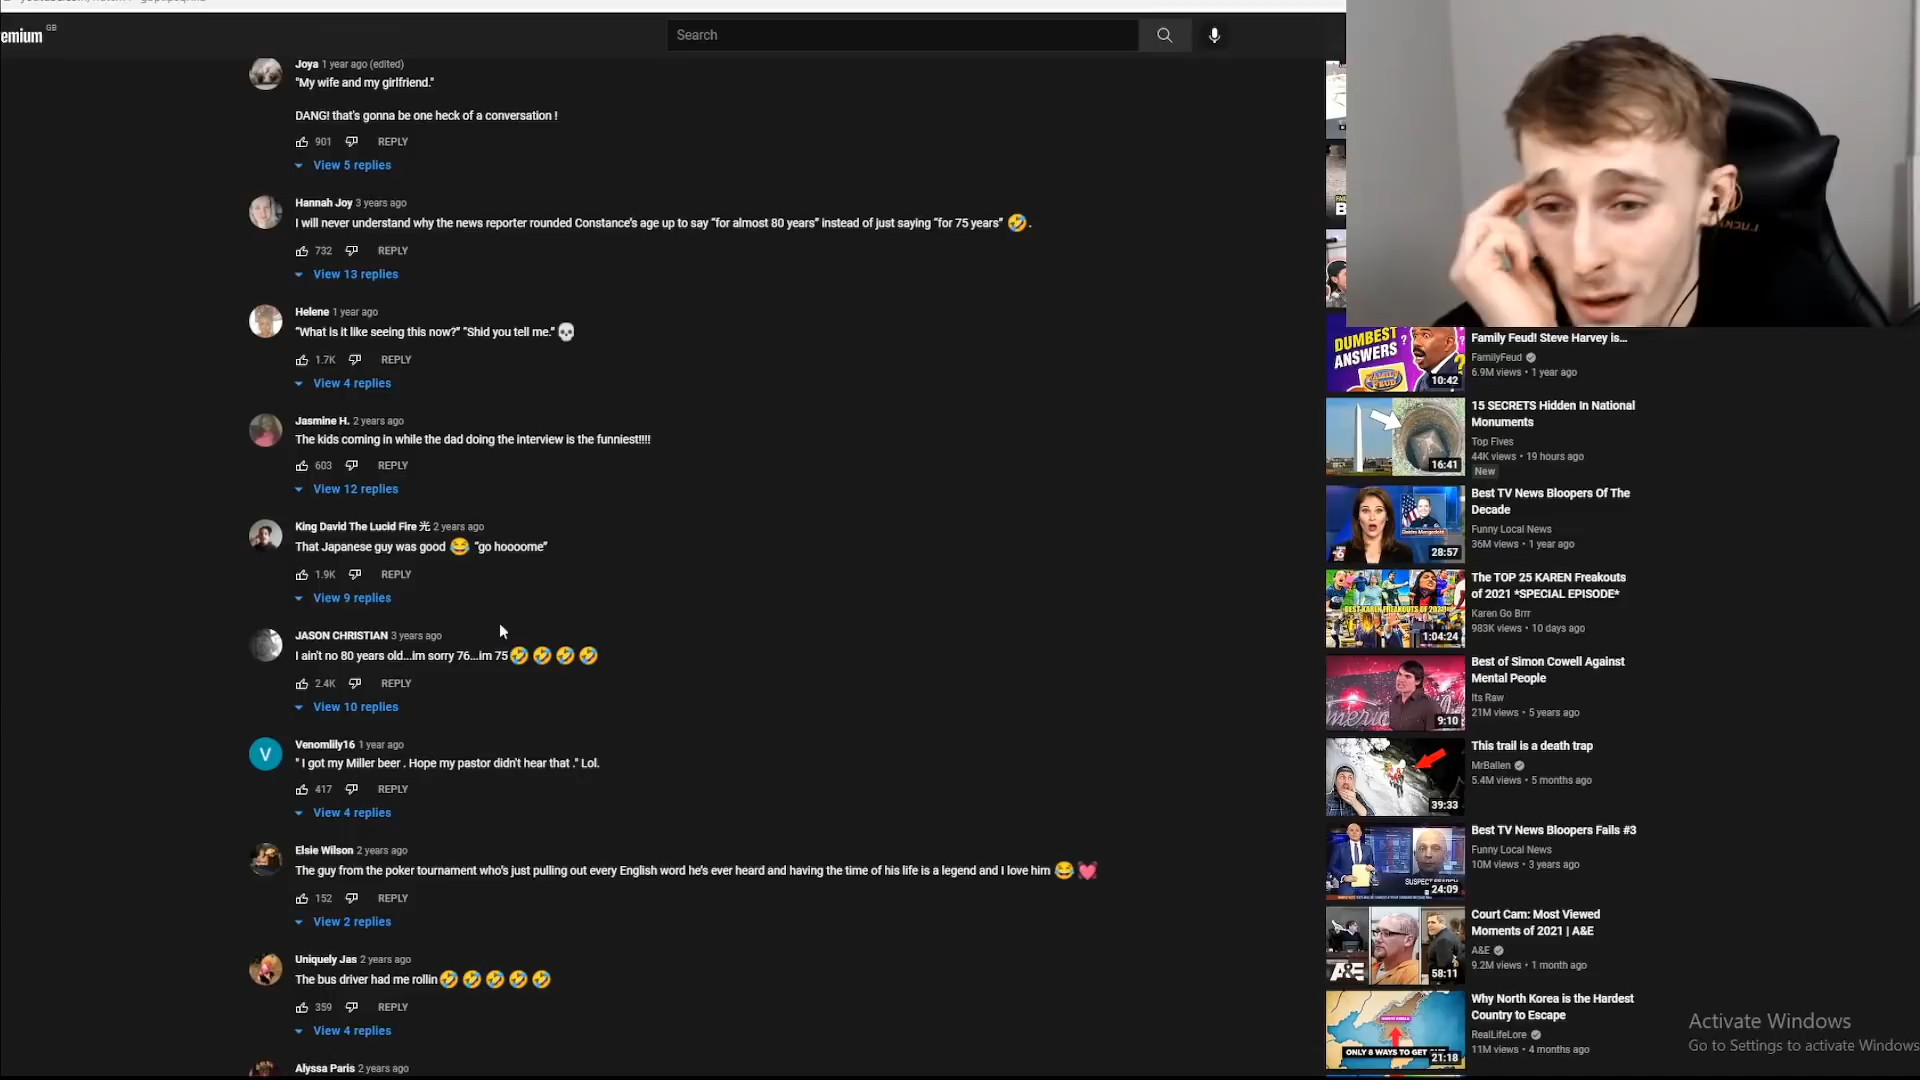 emium GB
Search
Joya 1 year ago (edited)
"My wife and my girlfriend."
DANG! that's gonna be one heck of a conversation !
901 REPLY
View 5 replies
Hannah Joy 3 years ago
I will never understand why the news reporter rounded Constance's age up to say “for almost 80 years” instead of just saying “for 75 years” 🤣.
732 REPLY
View 13 replies
Helene 1 year ago
“What is it like seeing this now?” “Shid you tell me.”💀
1.7K REPLY
View 4 replies
Jasmine H. 2 years ago
The kids coming in while the dad doing the interview is the funniest!!!!
603 REPLY
View 12 replies
King David The Lucid Fire 光 2 years ago
That Japanese guy was good 😂 “go hoooome”
1.9K REPLY
View 9 replies
JASON CHRISTIAN 3 years ago
I ain't no 80 years old...im sorry 76...im 75🤣🤣🤣🤣
2.4K REPLY
View 10 replies
Venomlily16 1 year ago
" I got my Miller beer . Hope my pastor didn't hear that ." Lol.
417 REPLY
View 4 replies
Elsie Wilson 2 years ago
The guy from the poker tournament who's just pulling out every English word he's ever heard and having the time of his life is a legend and I love him 😂 💓
152 REPLY
View 2 replies
Uniquely Jas 2 years ago
The bus driver had me rollin🤣🤣🤣🤣🤣
359 REPLY
View 4 replies
Alyssa Paris 2 years ago
DUMBEST
ANSWERS
FAMILY
FEUD
10:42
Family Feud! Steve Harvey is...
FamilyFeud
6.9M views • 1 year ago
16:41
15 SECRETS Hidden In National
Monuments
Top Fives
44K views • 19 hours ago
New
28:57
Best TV News Bloopers Of The
Decade
Funny Local News
36M views • 1 year ago
BEST KAREN FREAKOUTS OF 2021!
1:04:24
The TOP 25 KAREN Freakouts
of 2021 *SPECIAL EPISODE*
Karen Go Brrr
983K views • 10 days ago
9:10
Best of Simon Cowell Against
Mental People
Its Raw
21M views • 5 years ago
39:33
This trail is a death trap
MrBallen
5.4M views • 5 months ago
SUSPECT
24:09
Best TV News Bloopers Fails #3
Funny Local News
10M views • 3 years ago
A&E
58:11
Court Cam: Most Viewed
Moments of 2021 | A&E
A&E
9.2M views • 1 month ago
ONLY 8 WAYS TO GET
21:18
Why North Korea is the Hardest
Country to Escape
RealLifeLore
11M views • 4 months ago
Activate Windows
Go to Settings to activate Windows